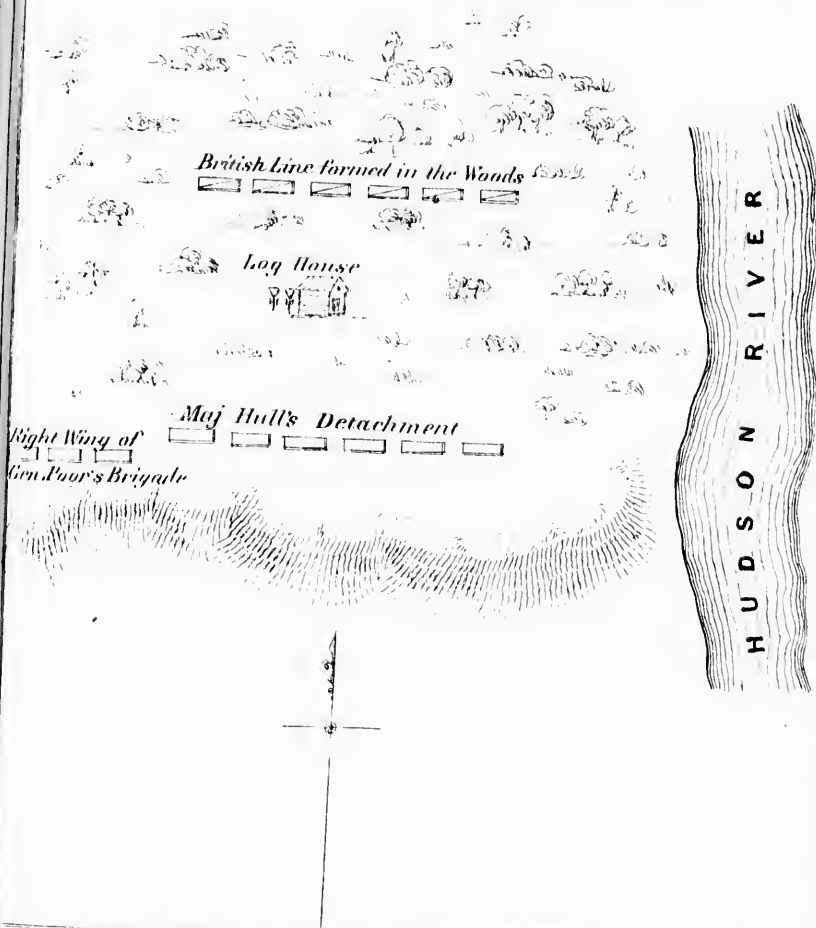 British Line formed in the Woods
Log House
Maj Hull's Detachment
Right Wing of
Gen. Poor's Brigade
HUDSON RIVER